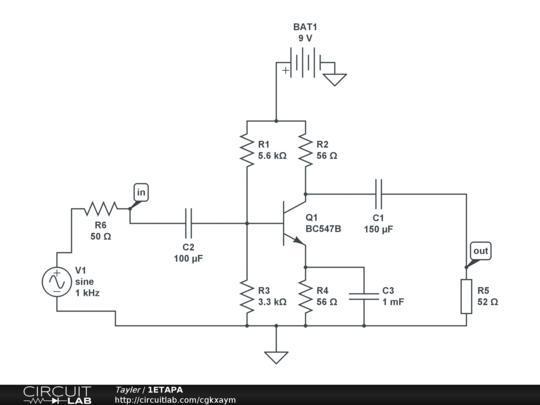 BAT1
9 V
R1
5.6 kΩ
R2
56 Ω
in
R6
50 Ω
C2
100 µF
Q1
BC547B
C1
150 µF
V1
sine
1 kHz
R3
3.3 kΩ
R4
56 Ω
C3
1 mF
out
R5
52 Ω
CIRCUIT
LAB
Tayler / 1ETAPA
http://circuitlab.com/cgkxaym